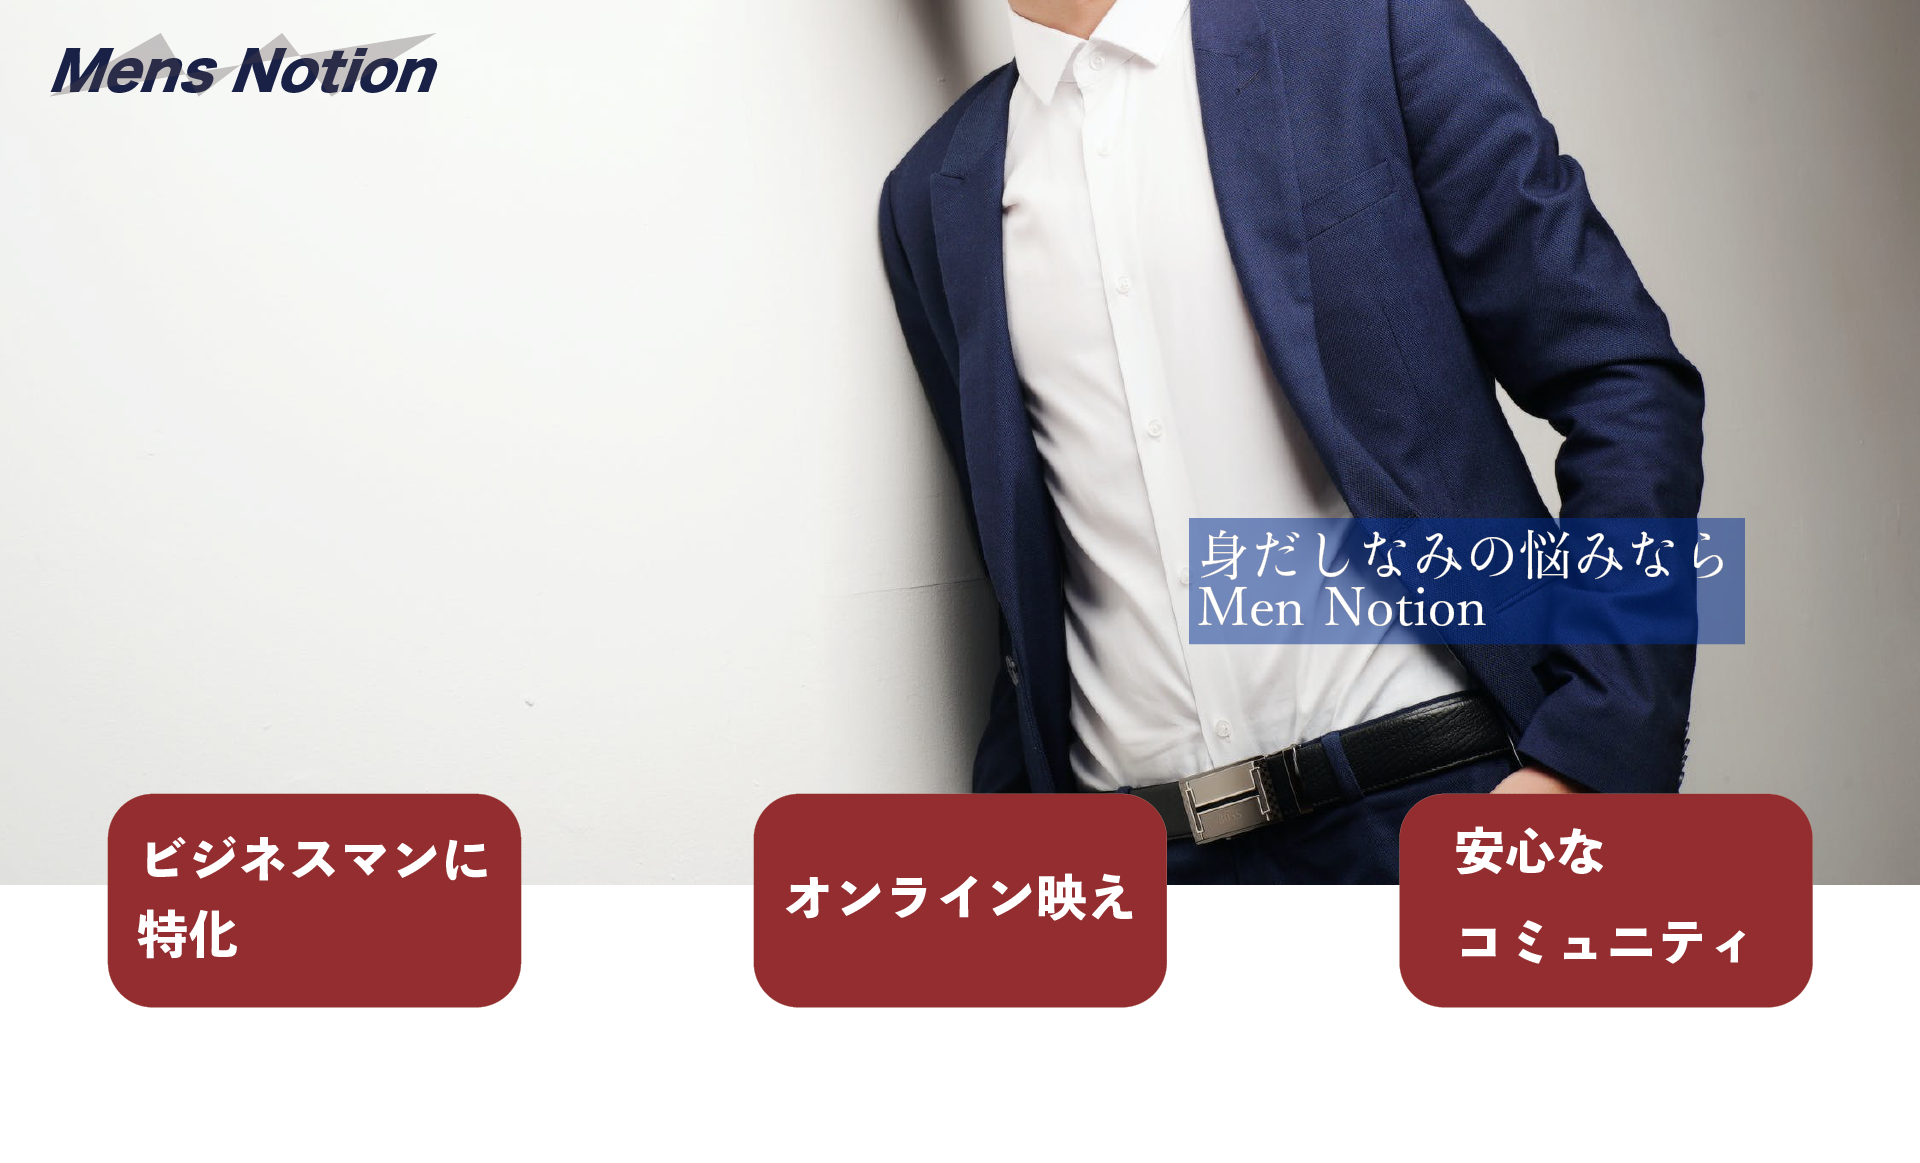 Mens Notion
身だしなみの悩みなら
Men Notion
ビジネスマンに
特化
オンライン映え
安心な
コミュニティ